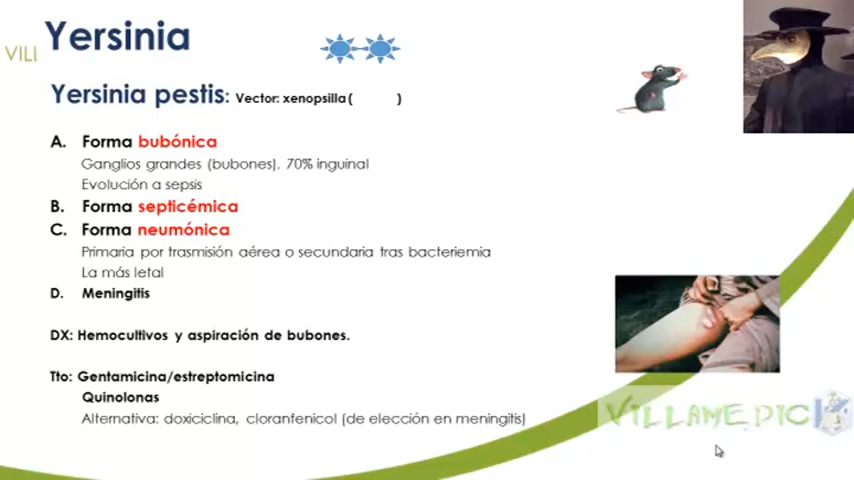 Yersinia
VILL
Yersinia pestis: Vector: xenopsilla ( )
A. Forma bubónica
Ganglios grandes (bubones). 70% inguinal
Evolución a sepsis
B. Forma septicémica
C. Forma neumónica
Primaria por trasmisión aérea o secundaria tras bacteriemia
La más letal
D. Meningitis
DX: Hemocultivos y aspiración de bubones.
Tto: Gentamicina/estreptomicina
Quinolonas
Alternativa: doxiciclina, cloranfenicol (de elección en meningitis)
VILLAMEDIC